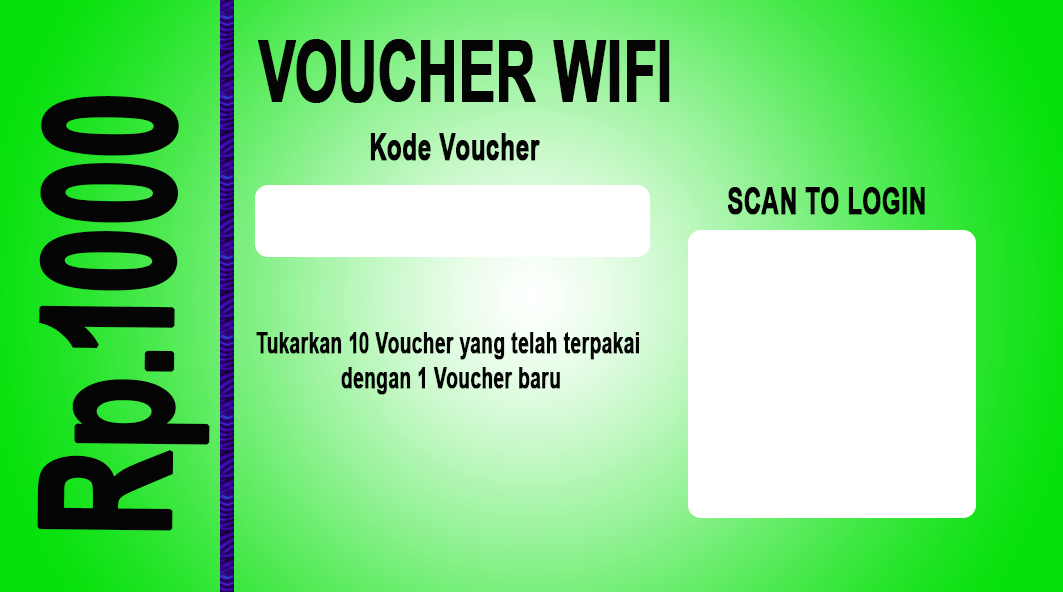 Rp.1000
VOUCHER WIFI
Kode Voucher
SCAN TO LOGIN
Tukarkan 10 Voucher yang telah terpakai
dengan 1 Voucher baru